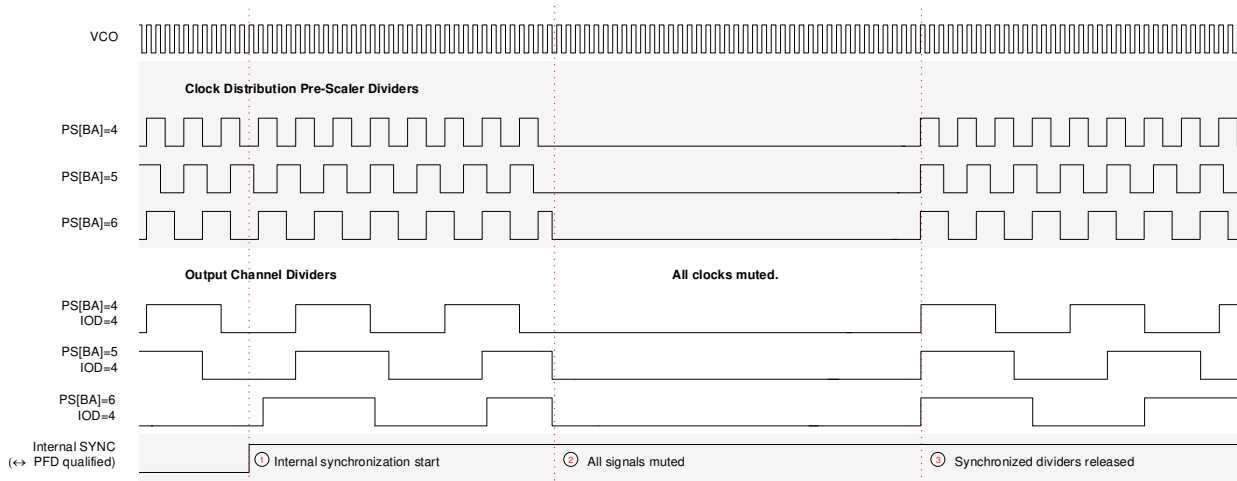 VCO
Clock Distribution Pre-Scaler Dividers
PS[BA]=4
PS[BA]=5
PS[BA]=6
Output Channel Dividers
All clocks muted.
PS[BA]=4
IOD=4
PS[BA]=5
IOD=4
PS[BA]=6
IOD=4
Internal SYNC
(↔ PFD qualified)
1 Internal synchronization start
2 All signals muted
3 Synchronized dividers released